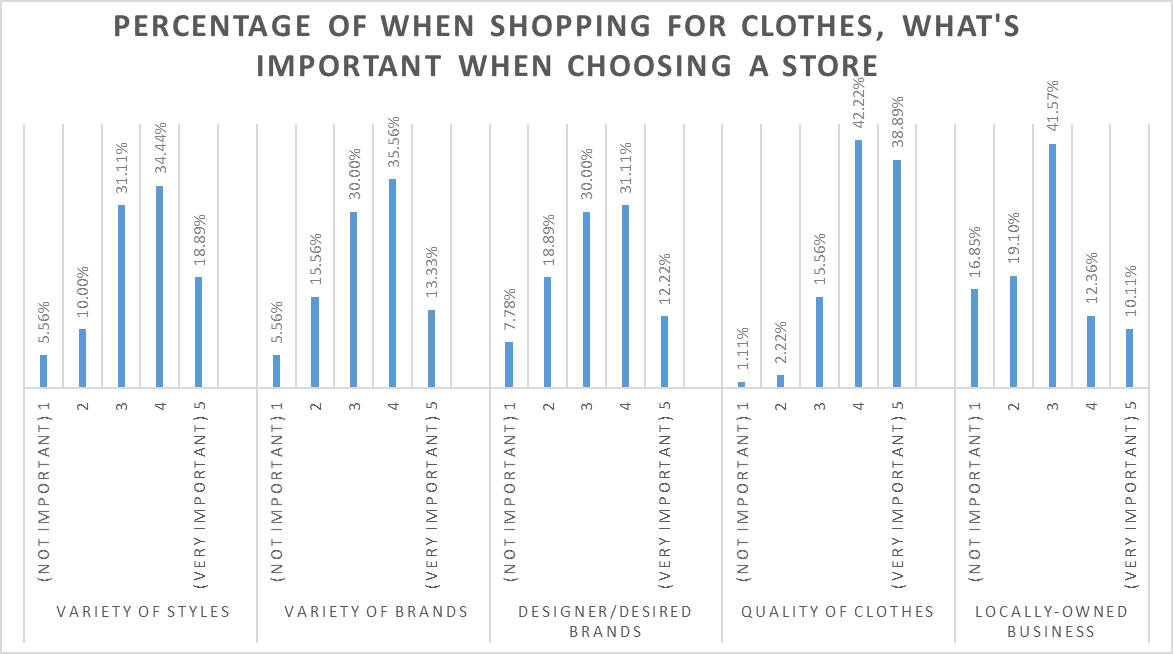 PERCENTAGE OF WHEN SHOPPING FOR CLOTHES, WHAT'S
IMPORTANT WHEN CHOOSING A STORE
5.56%
10.00%
31.11%
34.44%
18.89%
5.56%
15.56%
30.00%
35.56%
13.33%
7.78%
18.89%
30.00%
31.11%
12.22%
1.11%
2.22%
15.56%
42.22%
38.89%
16.85%
19.10%
41.57%
12.36%
10.11%
(NOT IMPORTANT) 1
2
3
4
(VERY IMPORTANT) 5
(NOT IMPORTANT) 1
2
3
4
(VERY IMPORTANT) 5
(NOT IMPORTANT) 1
2
3
4
(VERY IMPORTANT) 5
(NOT IMPORTANT) 1
2
3
4
(VERY IMPORTANT) 5
(NOT IMPORTANT) 1
2
3
4
(VERY IMPORTANT) 5
VARIETY OF STYLES
VARIETY OF BRANDS
DESIGNER/DESIRED
BRANDS
QUALITY OF CLOTHES
LOCALLY-OWNED
BUSINESS